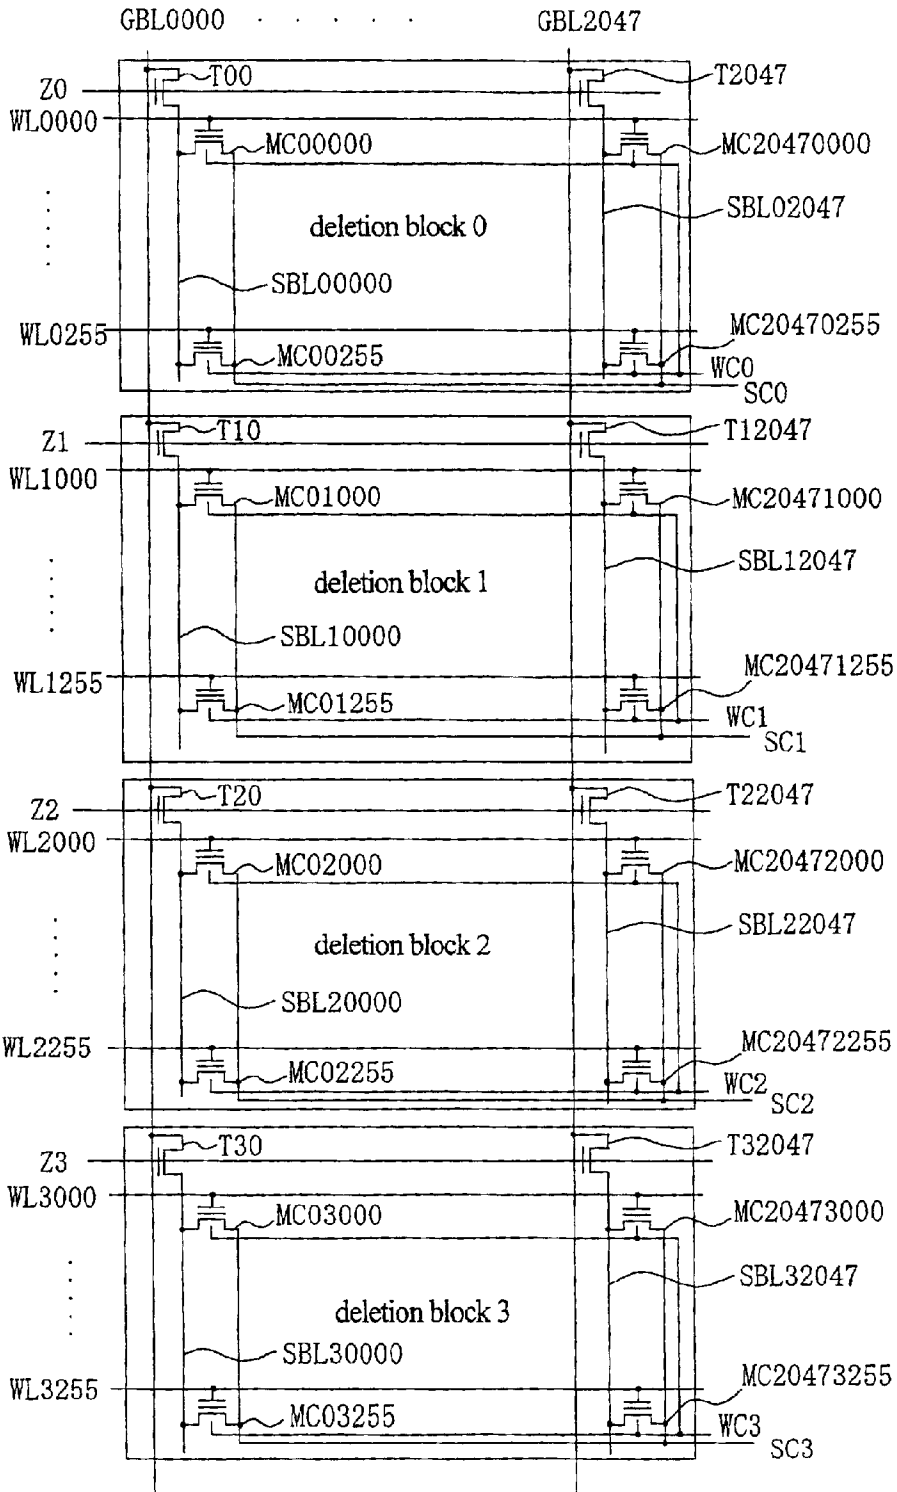 GBL0000 · · · · · GBL2047
T00 T2047
Z0
WL0000
MC00000 MC20470000
SBL02047
deletion block 0
SBL00000
WL0255 MC20470255
MC00255 WC0
SC0
T10 T12047
Z1
WL1000
MC01000 MC20471000
SBL12047
deletion block 1
SBL10000
WL1255 MC20471255
MC01255 WC1
SC1
T20 T22047
Z2
WL2000
MC02000 MC20472000
SBL22047
deletion block 2
SBL20000
WL2255 MC20472255
MC02255 WC2
SC2
T30 T32047
Z3
WL3000
MC03000 MC20473000
SBL32047
deletion block 3
SBL30000
WL3255 MC20473255
MC03255 WC3
SC3